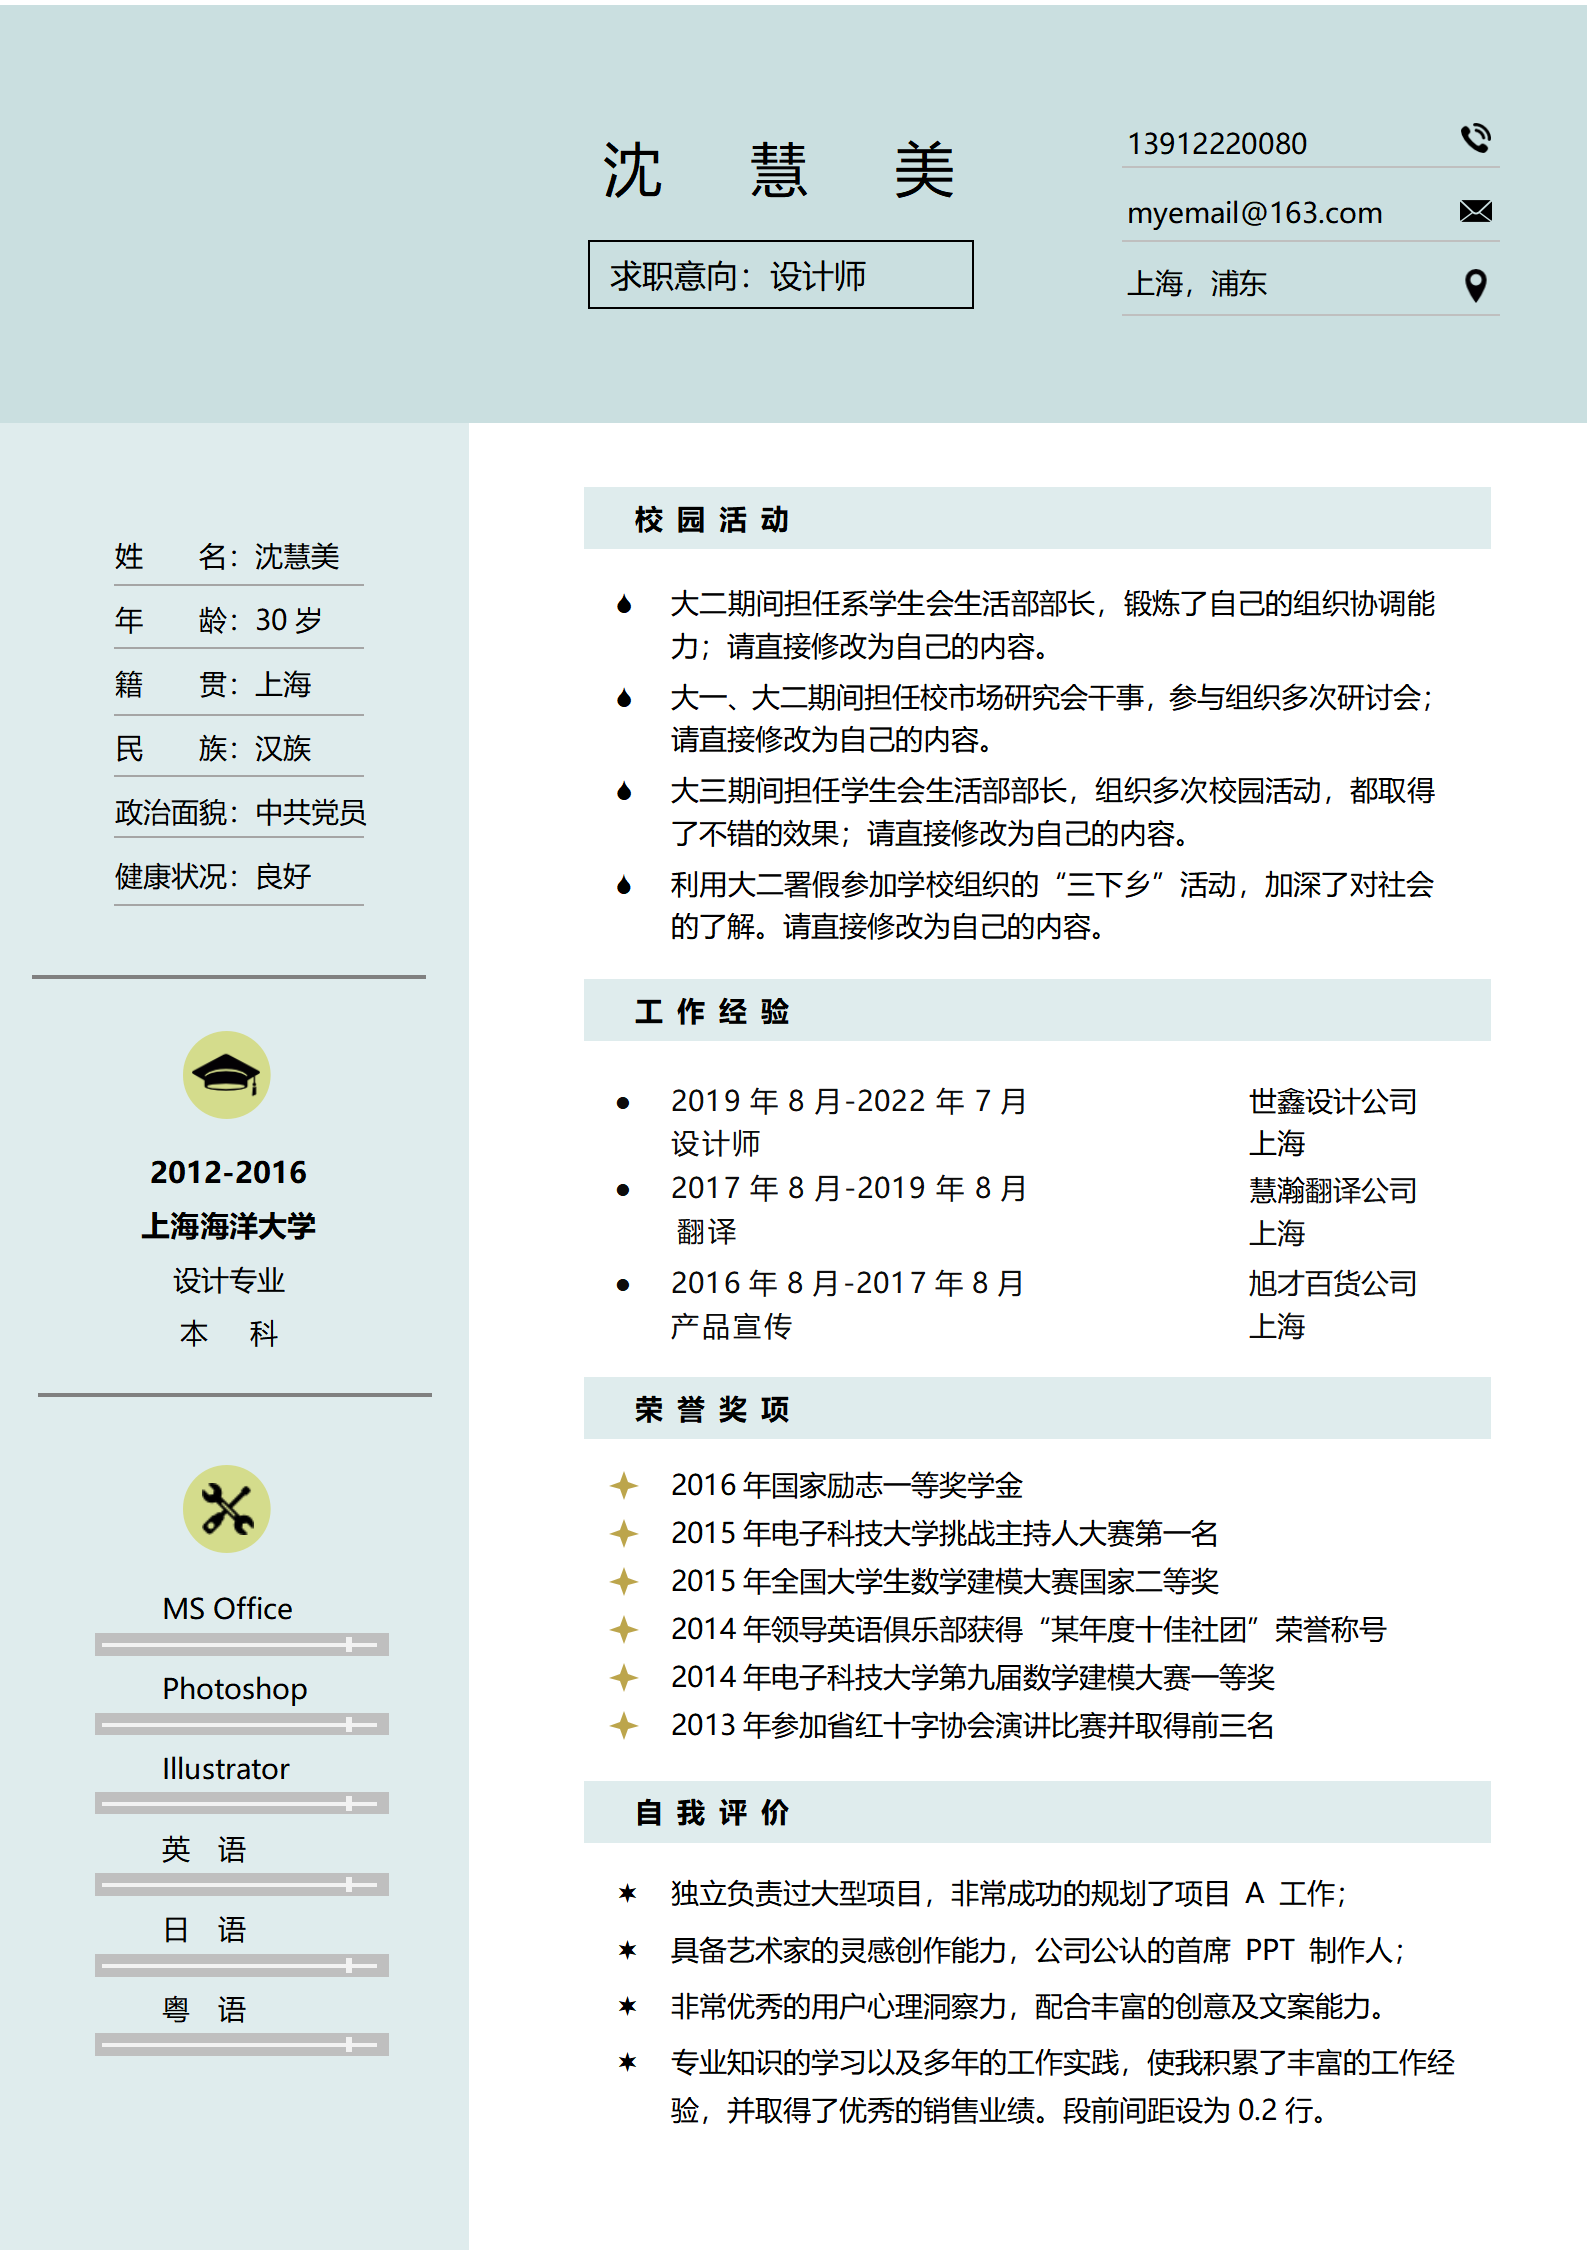 沈 慧 美
求职意向：设计师
13912220080
myemail@163.com
上海，浦东
姓 名：沈慧美
年 龄：30 岁
籍 贯：上海
民 族：汉族
政治面貌：中共党员
健康状况：良好
2012-2016
上海海洋大学
设计专业
本 科
MS Office
Photoshop
Illustrator
英 语
日 语
粤 语
校 园 活 动
大二期间担任系学生会生活部部长，锻炼了自己的组织协调能
力；请直接修改为自己的内容。
大一、大二期间担任校市场研究会干事，参与组织多次研讨会；
请直接修改为自己的内容。
大三期间担任学生会生活部部长，组织多次校园活动，都取得
了不错的效果；请直接修改为自己的内容。
利用大二署假参加学校组织的“三下乡”活动，加深了对社会
的了解。请直接修改为自己的内容。
工 作 经 验
2019 年 8 月-2022 年 7 月 世鑫设计公司
设计师 上海
2017 年 8 月-2019 年 8 月 慧瀚翻译公司
翻译 上海
2016 年 8 月-2017 年 8 月 旭才百货公司
产品宣传 上海
荣 誉 奖 项
2016 年国家励志一等奖学金
2015 年电子科技大学挑战主持人大赛第一名
2015 年全国大学生数学建模大赛国家二等奖
2014 年领导英语俱乐部获得“某年度十佳社团”荣誉称号
2014 年电子科技大学第九届数学建模大赛一等奖
2013 年参加省红十字协会演讲比赛并取得前三名
自 我 评 价
独立负责过大型项目，非常成功的规划了项目 A 工作；
具备艺术家的灵感创作能力，公司公认的首席 PPT 制作人；
非常优秀的用户心理洞察力，配合丰富的创意及文案能力。
专业知识的学习以及多年的工作实践，使我积累了丰富的工作经
验，并取得了优秀的销售业绩。段前间距设为 0.2 行。